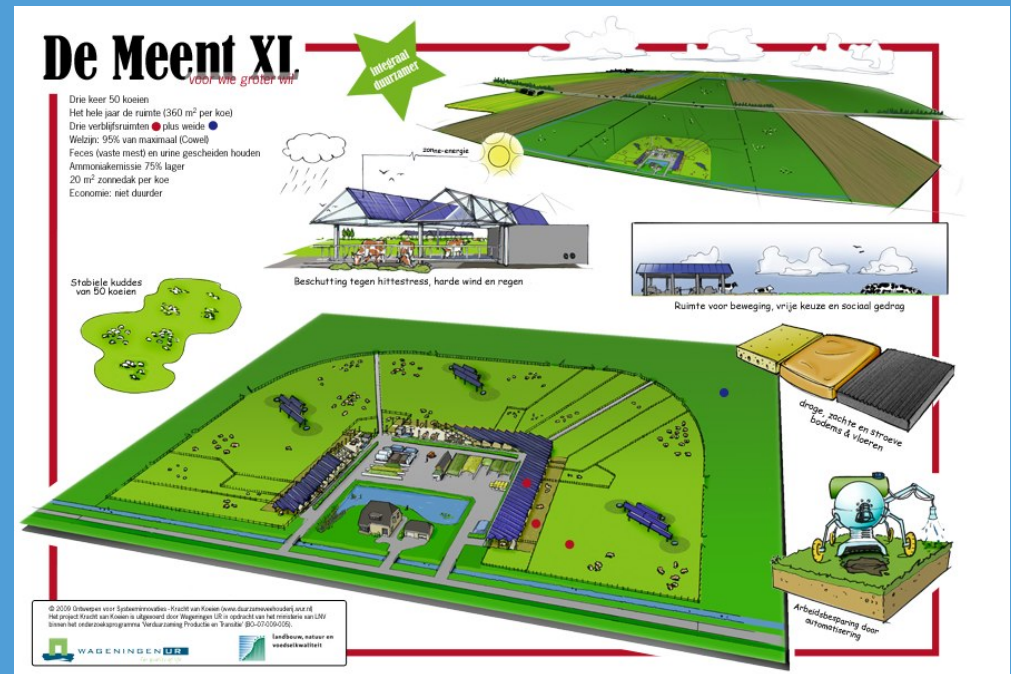 De Meent XL
voor wie groter wil
Integraal
duurzamer
Drie keer 50 koeien
Het hele jaar de ruimte (360 m² per koe)
Drie verblijfsruimten plus weide
Welzijn: 95% van maximaal (Cowel)
Feces (vaste mest) en urine gescheiden houden
Ammoniakemissie 75% lager
20 m² zonnedak per koe
Economie: niet duurder
zonne-energie
Beschutting tegen hittestress, harde wind en regen
Ruimte voor beweging, vrije keuze en sociaal gedrag
Stabiele kuddes
van 50 koeien
droge, zachte en stroeve
bodems & vloeren
Arbeidsbesparing door
automatisering
© 2009 Ontwerpen voor Systeeminnovaties - Kracht van Koeien (www.duurzameveehouderij.wur.nl)
Het project Kracht van Koeien is uitgevoerd door Wageningen UR in opdracht van het ministerie van LNV
binnen het onderzoeksprogramma 'Verduurzaming Productie en Transitie' (BO-07-009-005).
WAGENINGEN UR
landbouw, natuur en
voedselkwaliteit